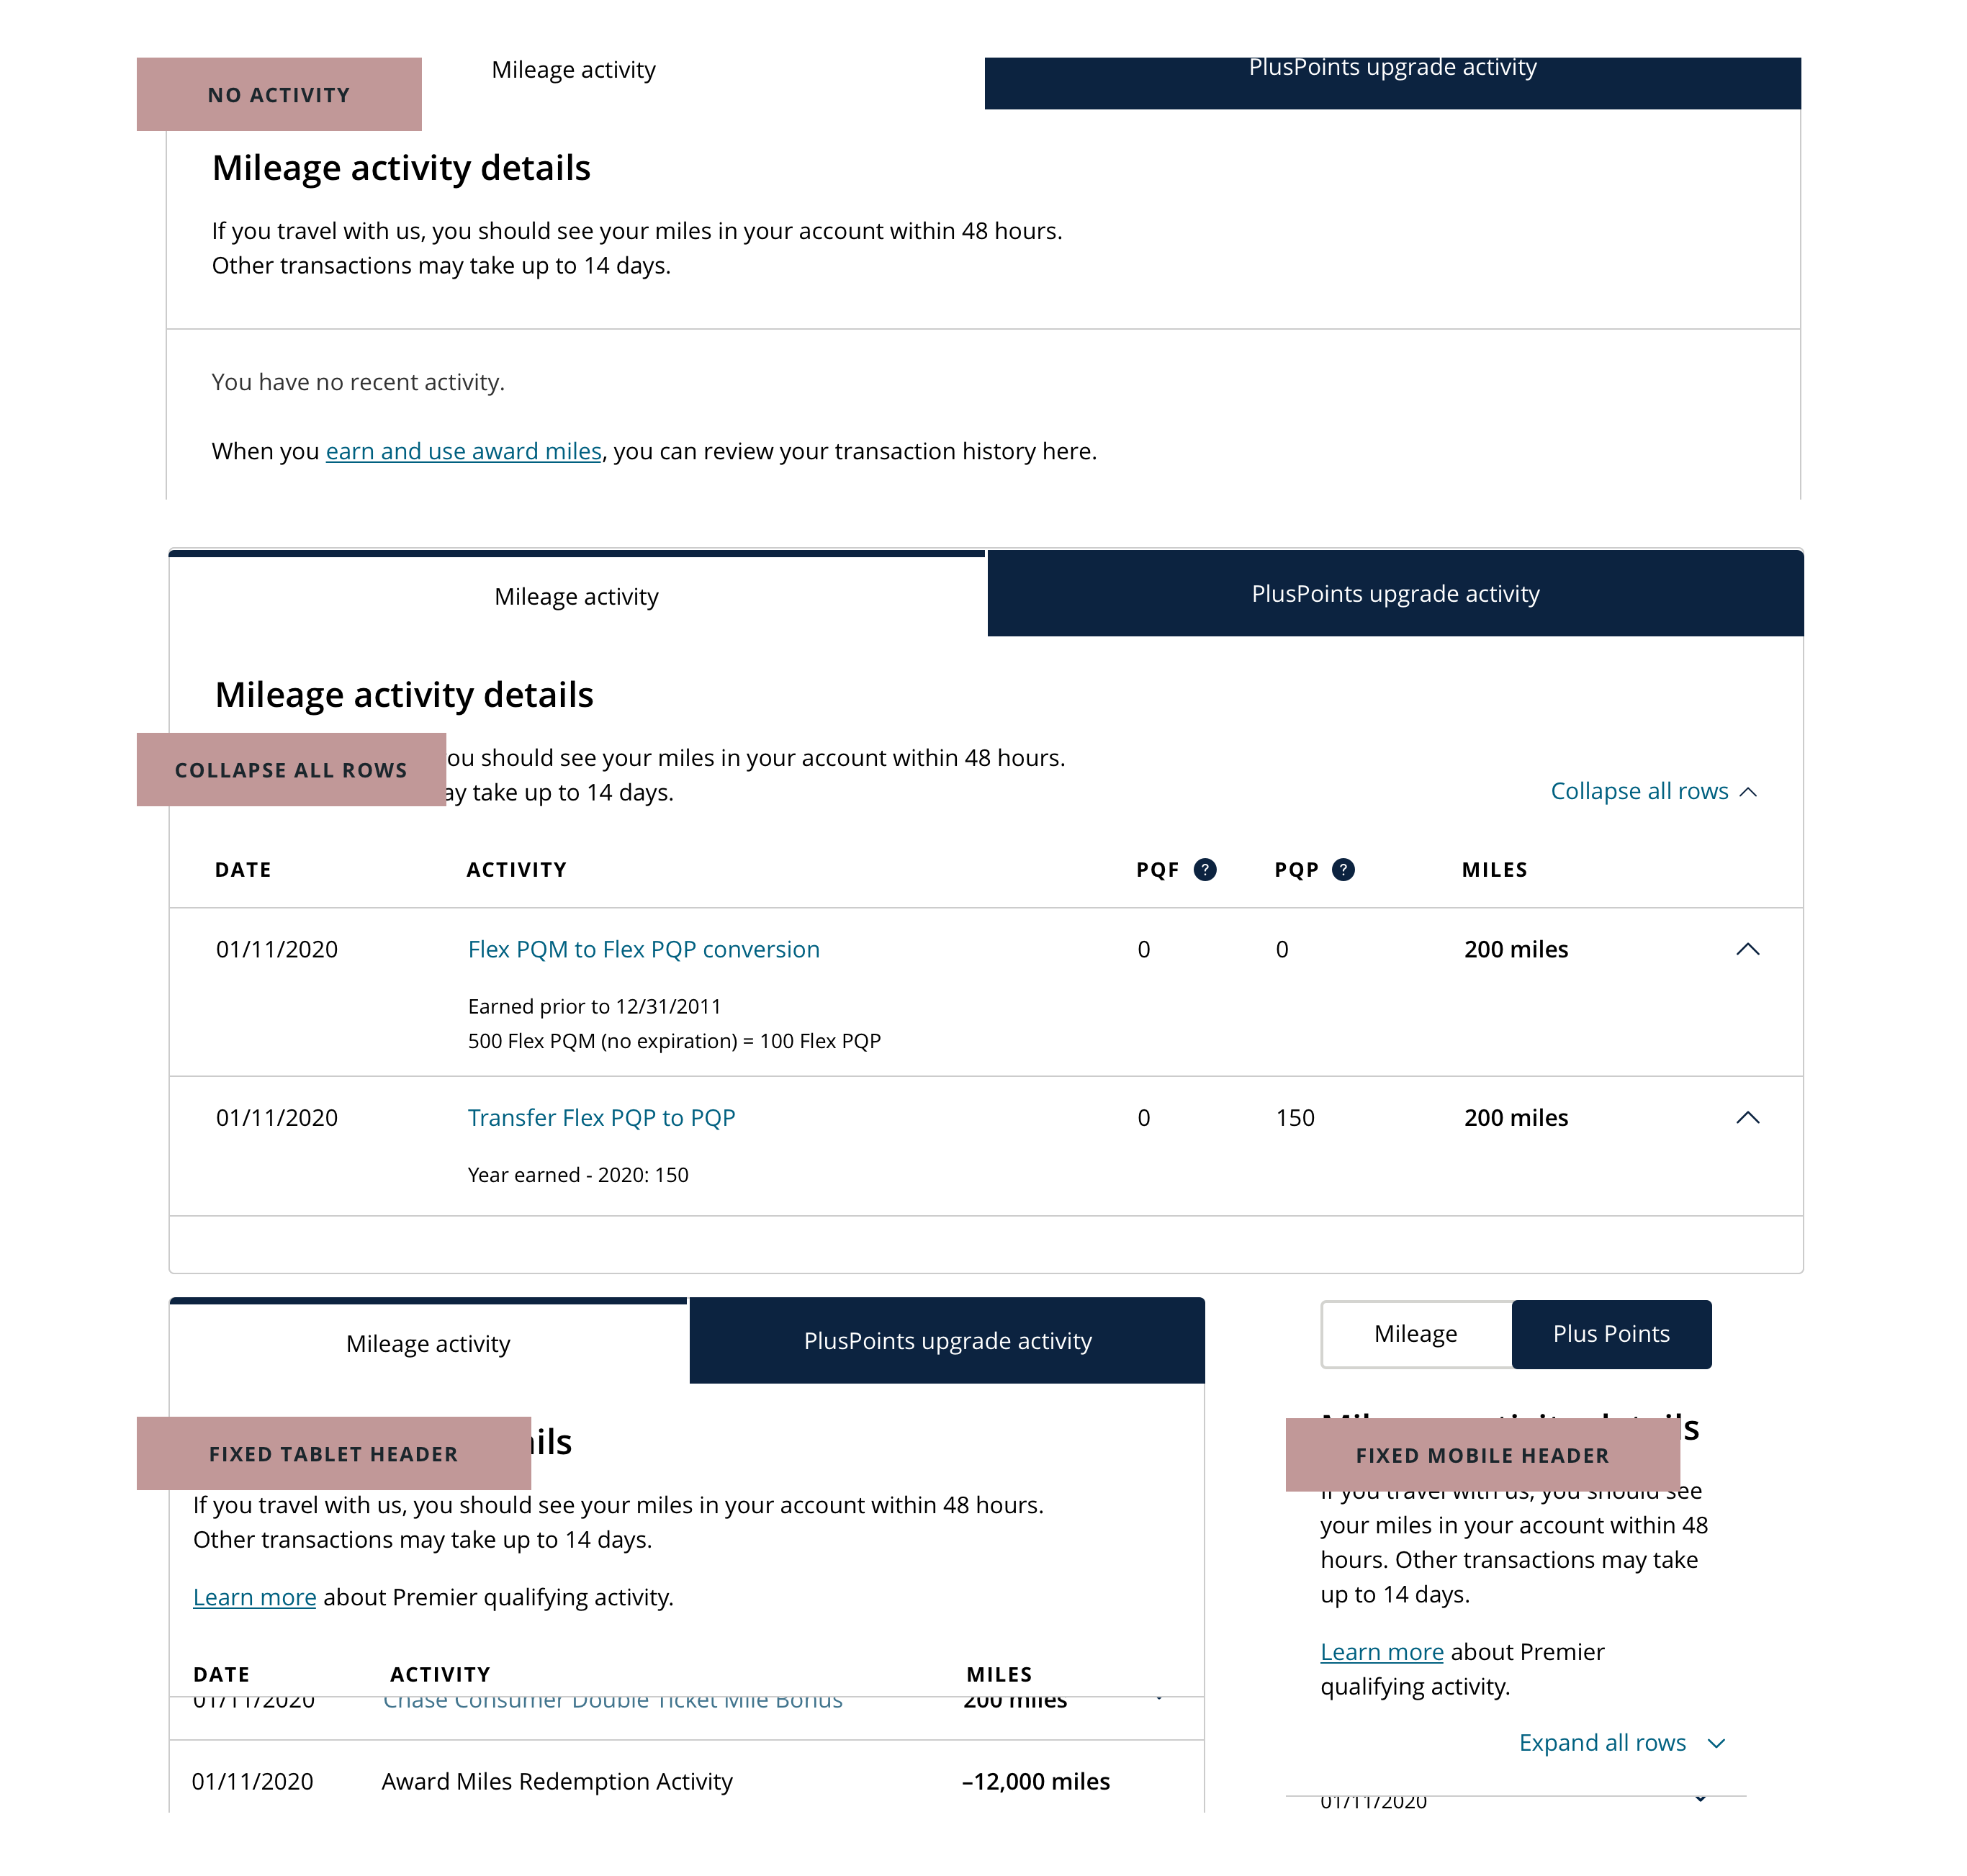 NO ACTIVITY
Mileage activity
PlusPoints upgrade activity
Mileage activity details
If you travel with us, you should see your miles in your account within 48 hours.
Other transactions may take up to 14 days.
You have no recent activity.
When you earn and use award miles, you can review your transaction history here.
Mileage activity
PlusPoints upgrade activity
Mileage activity details
COLLAPSE ALL ROWS
ou should see your miles in your account within 48 hours.
ay take up to 14 days.
Collapse all rows
DATE ACTIVITY PQF ? PQP ? MILES
01/11/2020 Flex PQM to Flex PQP conversion 0 0 200 miles
Earned prior to 12/31/2011
500 Flex PQM (no expiration) = 100 Flex PQP
01/11/2020 Transfer Flex PQP to PQP 0 150 200 miles
Year earned - 2020: 150
Mileage activity
PlusPoints upgrade activity
FIXED TABLET HEADER
ils
If you travel with us, you should see your miles in your account within 48 hours.
Other transactions may take up to 14 days.
Learn more about Premier qualifying activity.
DATE ACTIVITY MILES
01/11/2020 Chase Consumer Double Ticket Mile Bonus 200 miles
01/11/2020 Award Miles Redemption Activity –12,000 miles
Mileage
Plus Points
FIXED MOBILE HEADER
If you travel with us, you should see
your miles in your account within 48
hours. Other transactions may take
up to 14 days.
Learn more about Premier
qualifying activity.
Expand all rows
01/11/2020